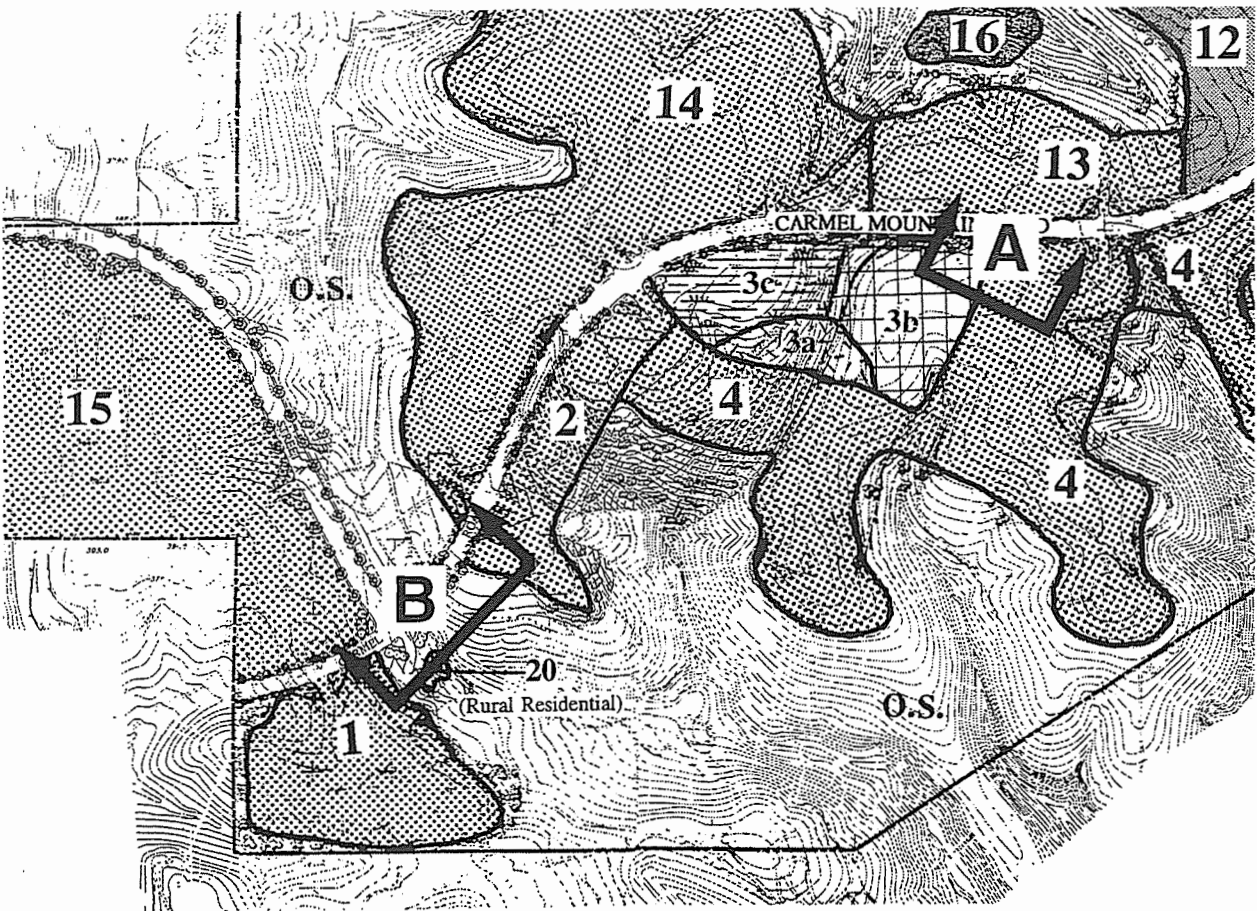 16
12
14
13
CARMEL MOUN
A
4
O.S.
3c
3b
3a
15
2
4
4
B
20
(Rural Residential)
O.S.
1